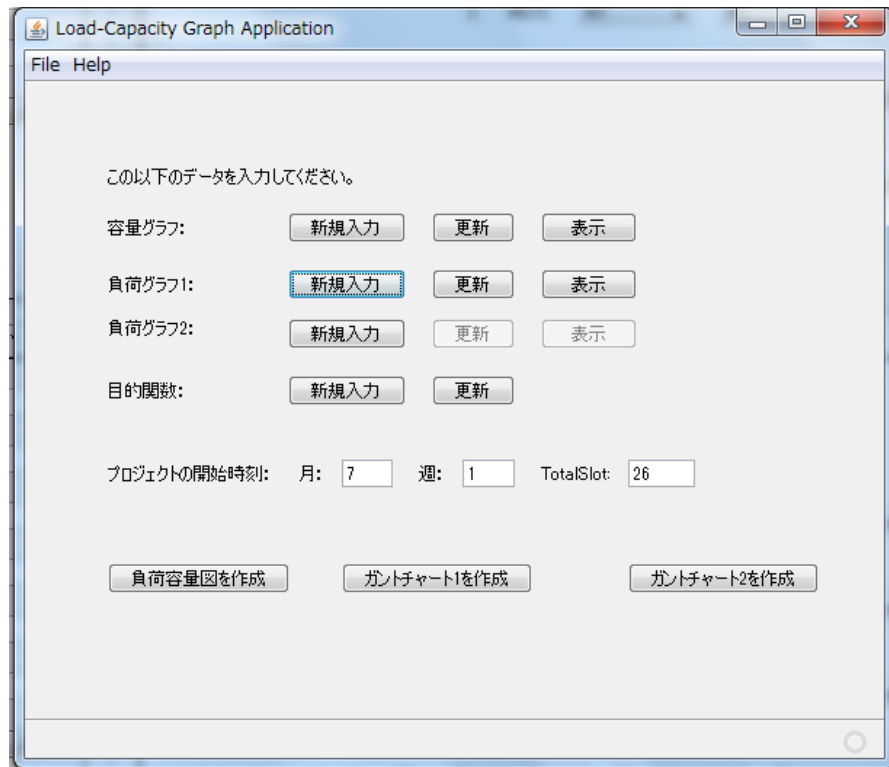 Load-Capacity Graph Application
File Help
この以下のデータを入力してください。
容量グラフ: 新規入力 更新 表示
負荷グラフ1: 新規入力 更新 表示
負荷グラフ2: 新規入力 更新 表示
目的関数: 新規入力 更新
プロジェクトの開始時刻: 月: 7 週: 1 TotalSlot: 26
負荷容量図を作成 ガントチャート1を作成 ガントチャート2を作成